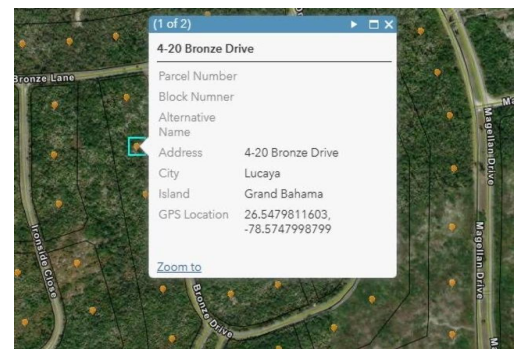 (1 of 2)
4-20 Bronze Drive
Parcel Number
Block Numner
Alternative
Name
Address 4-20 Bronze Drive
City Lucaya
Island Grand Bahama
GPS Location 26.5479811603,
-78.5747998799
Zoom to
Bronze Lane
Ironside Close
Bronze Drive
Magellan Drive
Magellan Drive
Ma
Ma